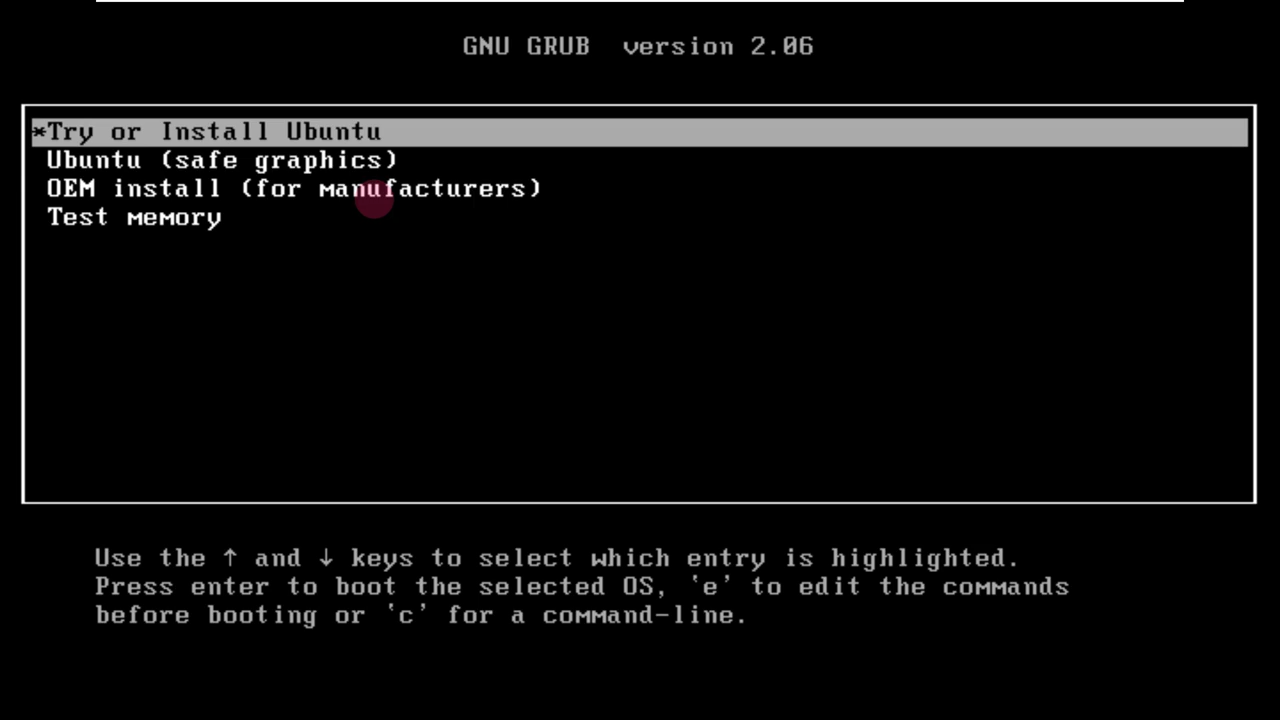 GNU GRUB  version 2.06
*Try or Install Ubuntu
Ubuntu (safe graphics)
OEM install (for manufacturers)
Test memory
Use the ↑ and ↓ keys to select which entry is highlighted.
Press enter to boot the selected OS, `e' to edit the commands
before booting or `c' for a command-line.